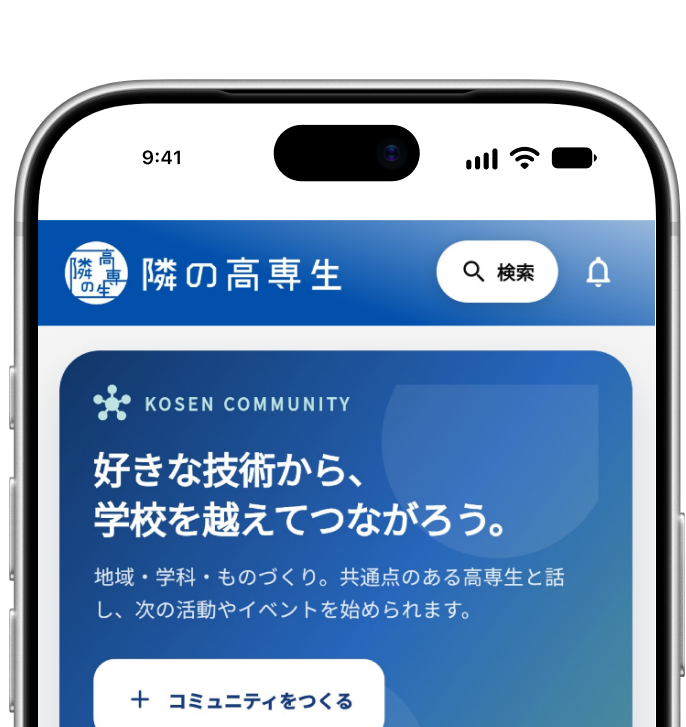 9:41
隣の高専生
隣の高専生
検索
KOSEN COMMUNITY
好きな技術から、
学校を越えてつながろう。
地域・学科・ものづくり。共通点のある高専生と話
し、次の活動やイベントを始められます。
＋ コミュニティをつくる